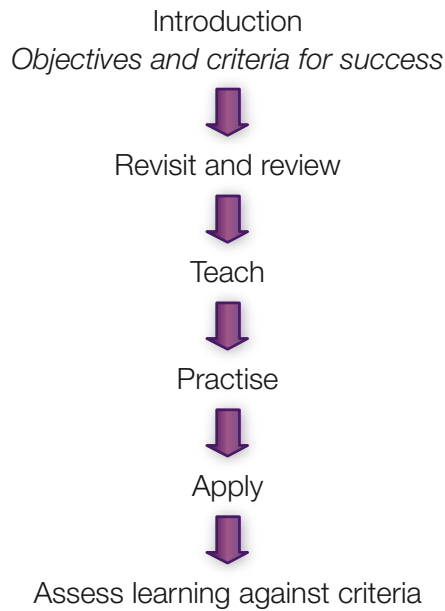 Introduction
Objectives and criteria for success
Revisit and review
Teach
Practise
Apply
Assess learning against criteria